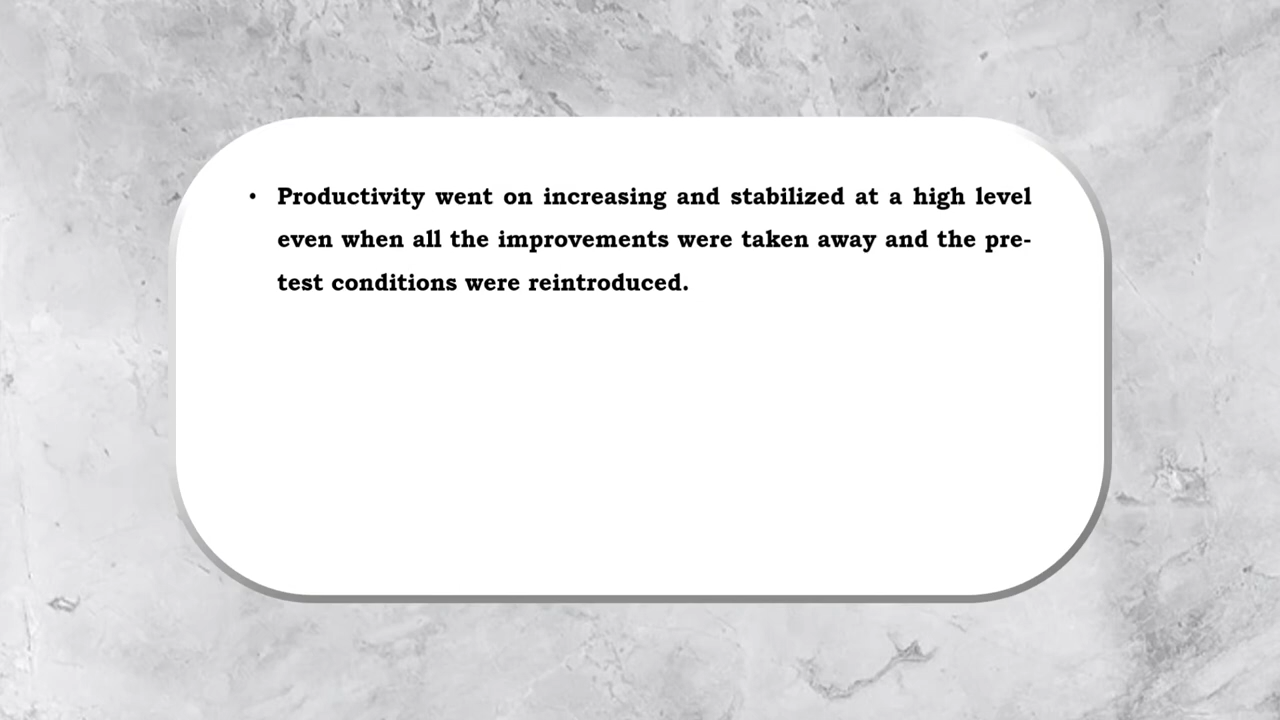 • Productivity went on increasing and stabilized at a high level
even when all the improvements were taken away and the pre-
test conditions were reintroduced.